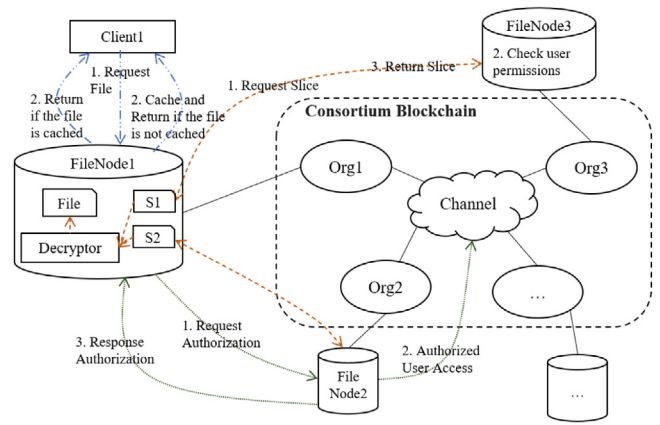 Client1
FileNode3
2. Check user
permissions
3. Return Slice
1. Request
File
1. Request Slice
2. Return
if the file
is cached
2. Cache and
Return if the file
is not cached
Consortium Blockchain
FileNode1
Org1
Org3
File
S1
Channel
Decryptor
S2
Org2
...
1. Request
Authorization
3. Response
Authorization
2. Authorized
User Access
File
Node2
...